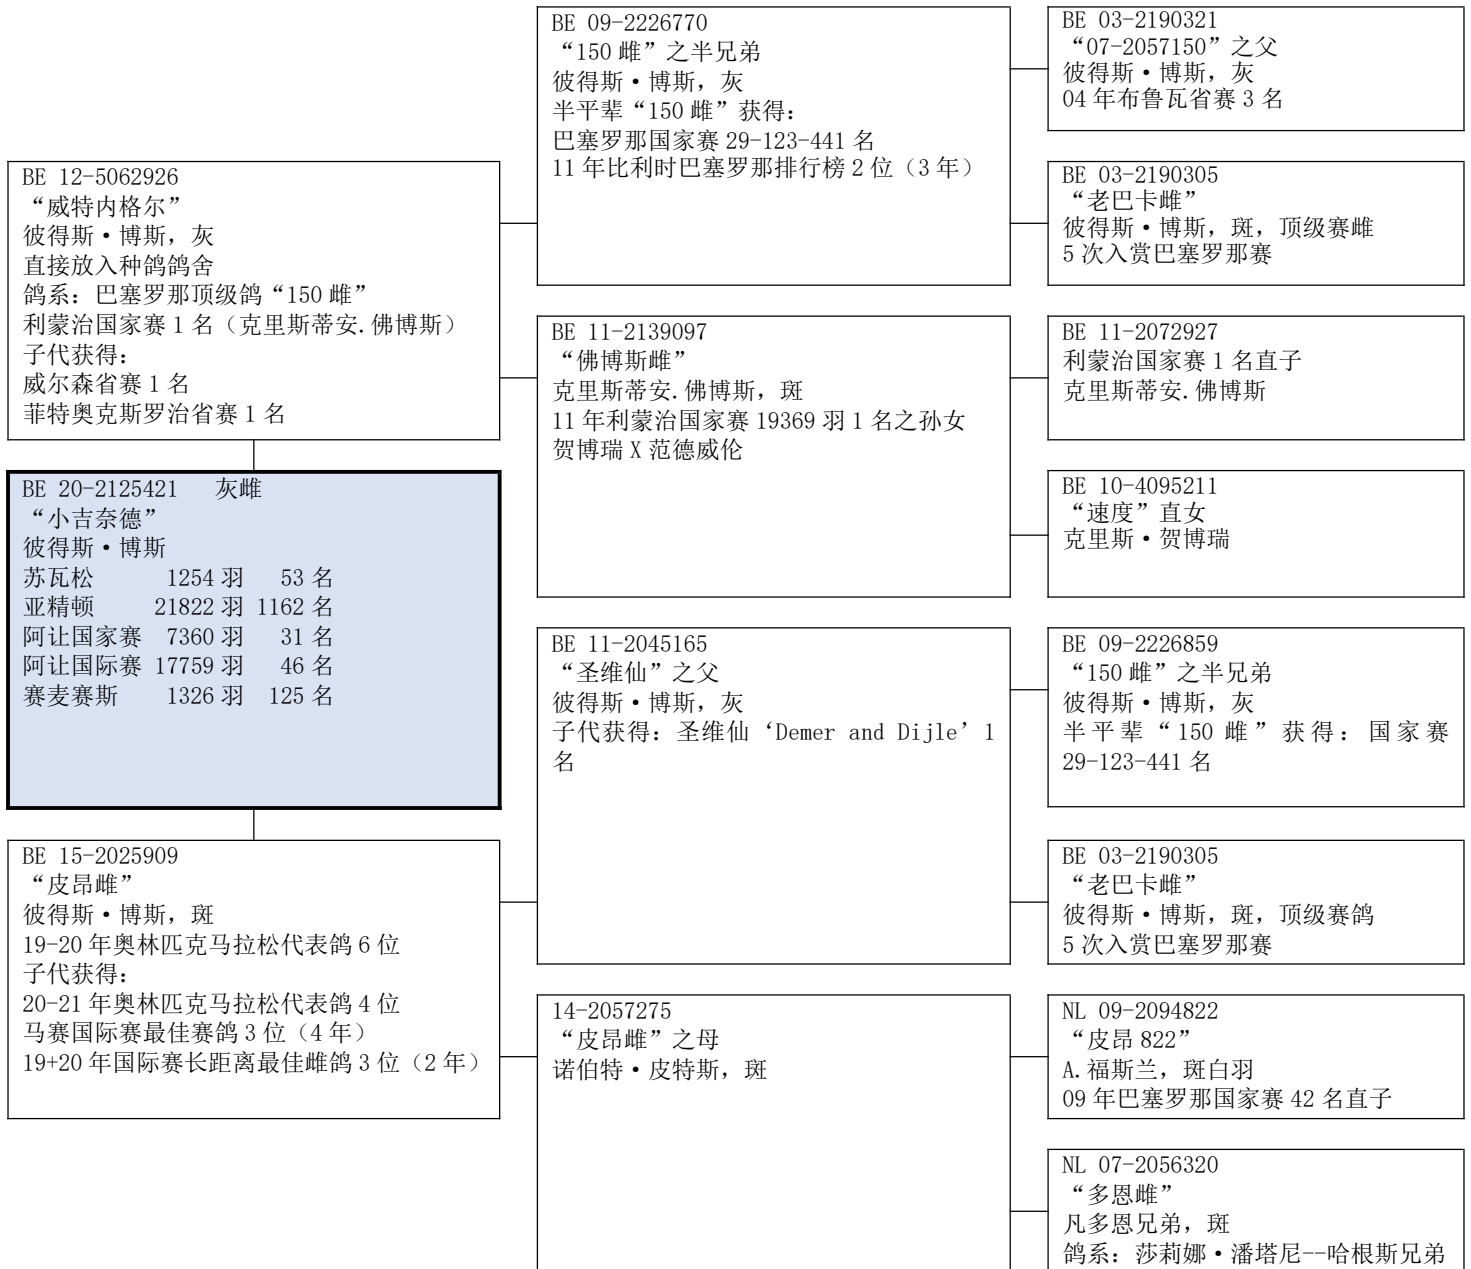 BE 09-2226770
“150 雌”之半兄弟
彼得斯·博斯，灰
半平辈“150 雌”获得：
巴塞罗那国家赛 29-123-441 名
11 年比利时巴塞罗那排行榜 2 位（3 年）
BE 03-2190321
“07-2057150”之父
彼得斯·博斯，灰
04 年布鲁瓦省赛 3 名
BE 03-2190305
“老巴卡雌”
彼得斯·博斯，斑，顶级赛雌
5 次入赏巴塞罗那赛
BE 12-5062926
“威特内格尔”
彼得斯·博斯，灰
直接放入种鸽鸽舍
鸽系：巴塞罗那顶级鸽“150 雌”
利蒙治国家赛 1 名（克里斯蒂安.佛博斯）
子代获得：
威尔森省赛 1 名
菲特奥克斯罗治省赛 1 名
BE 11-2139097
“佛博斯雌”
克里斯蒂安.佛博斯，斑
11 年利蒙治国家赛 19369 羽 1 名之孙女
贺博瑞 X 范德威伦
BE 11-2072927
利蒙治国家赛 1 名直子
克里斯蒂安.佛博斯
BE 10-4095211
“速度”直女
克里斯·贺博瑞
BE 20-2125421 灰雌
“小吉奈德”
彼得斯·博斯
苏瓦松 1254 羽 53 名
亚精顿 21822 羽 1162 名
阿让国家赛 7360 羽 31 名
阿让国际赛 17759 羽 46 名
赛麦赛斯 1326 羽 125 名
BE 11-2045165
“圣维仙”之父
彼得斯·博斯，灰
子代获得：圣维仙‘Demer and Dijle’1
名
BE 09-2226859
“150 雌”之半兄弟
彼得斯·博斯，灰
半平辈“150 雌”获得：国家赛
29-123-441 名
BE 03-2190305
“老巴卡雌”
彼得斯·博斯，斑，顶级赛鸽
5 次入赏巴塞罗那赛
BE 15-2025909
“皮昂雌”
彼得斯·博斯，斑
19-20 年奥林匹克马拉松代表鸽 6 位
子代获得：
20-21 年奥林匹克马拉松代表鸽 4 位
马赛国际赛最佳赛鸽 3 位（4 年）
19+20 年国际赛长距离最佳雌鸽 3 位（2 年）
14-2057275
“皮昂雌”之母
诺伯特·皮特斯，斑
NL 09-2094822
“皮昂 822”
A.福斯兰，斑白羽
09 年巴塞罗那国家赛 42 名直子
NL 07-2056320
“多恩雌”
凡多恩兄弟，斑
鸽系：莎莉娜·潘塔尼--哈根斯兄弟